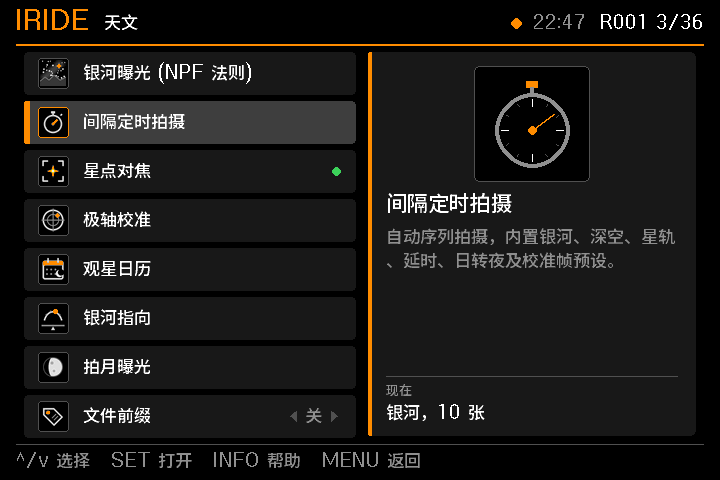 IRIDE 天文
22:47 R001 3/36
银河曝光 (NPF 法则)
间隔定时拍摄
星点对焦
极轴校准
观星日历
银河指向
拍月曝光
文件前缀 关
间隔定时拍摄
自动序列拍摄，内置银河、深空、星轨
、延时、日转夜及校准帧预设。
现在
银河，10 张
^/v 选择 SET 打开 INFO 帮助 MENU 返回